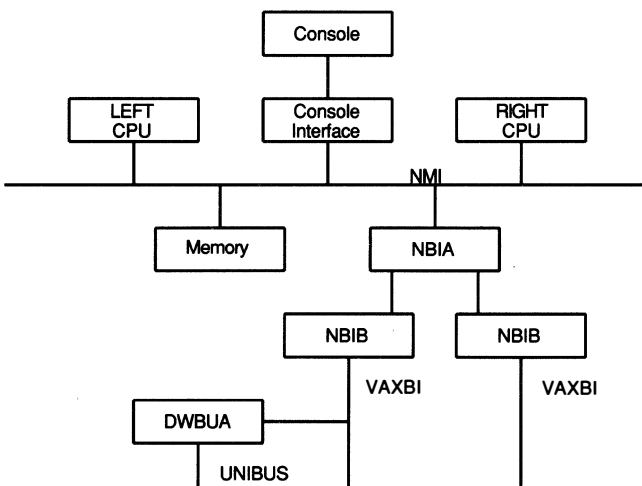 Console
LEFT
CPU
Console
Interface
RIGHT
CPU
NMI
Memory
NBIA
NBIB
NBIB
VAXBI
VAXBI
DWBUA
UNIBUS